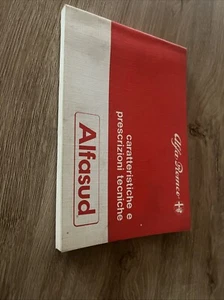 Alfa Romeo
caratteristiche e
prescrizioni tecniche
Alfasud